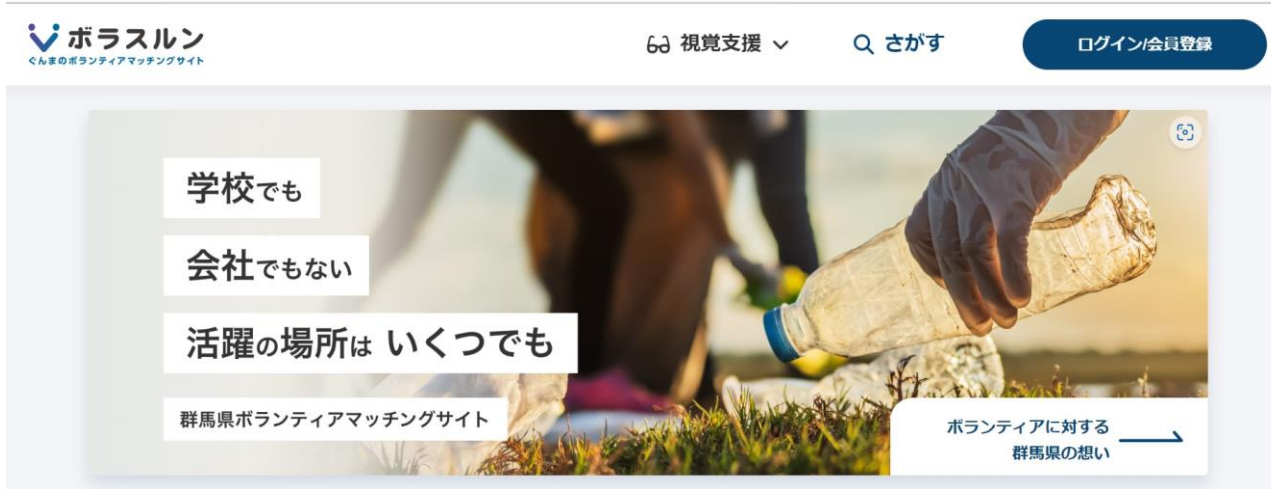 ボラスルン
ぐんまのボランティアマッチングサイト
視覚支援
さがす
ログイン/会員登録
学校でも
会社でもない
活躍の場所は いくつでも
群馬県ボランティアマッチングサイト
ボランティアに対する
群馬県の想い